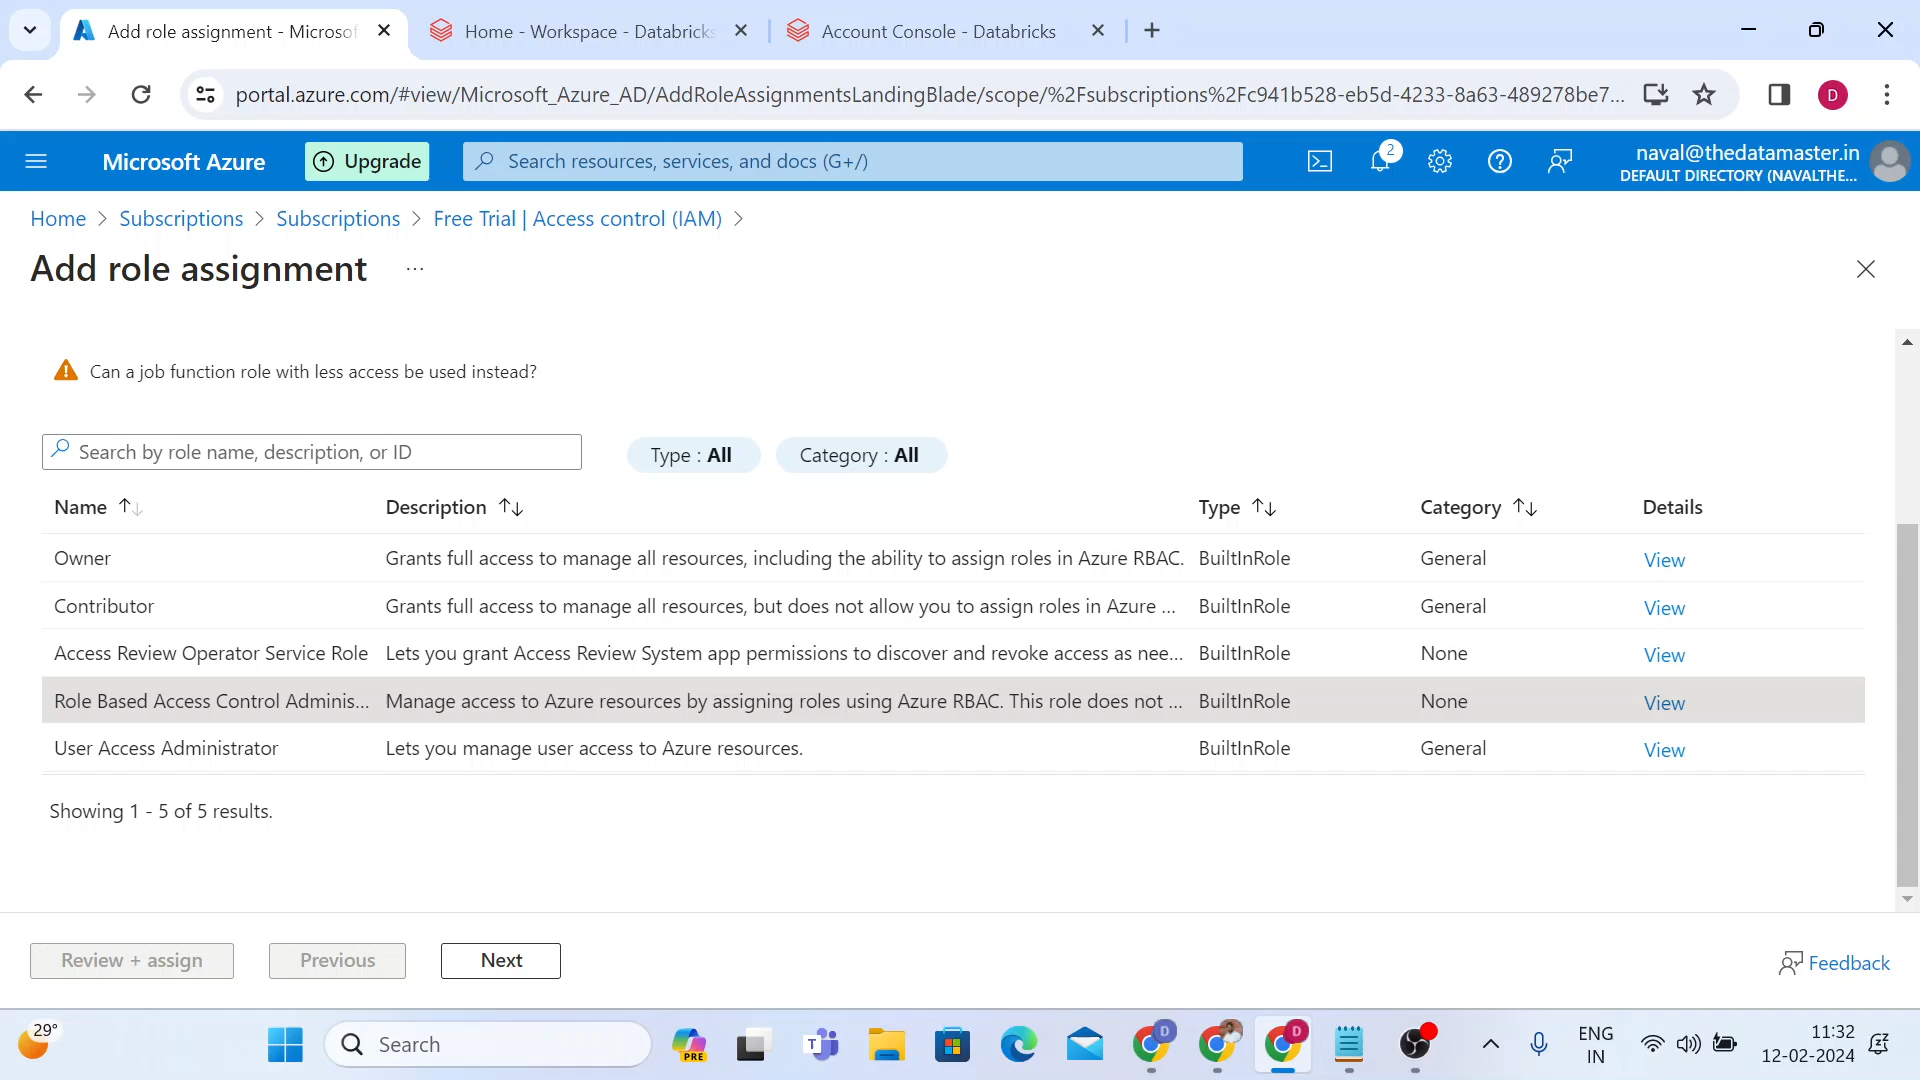 Add role assignment - Microsof
Home - Workspace - Databricks
Account Console - Databricks
portal.azure.com/#view/Microsoft_Azure_AD/AddRoleAssignmentsLandingBlade/scope/%2Fsubscriptions%2Fc941b528-eb5d-4233-8a63-489278be7...
D
Microsoft Azure
Upgrade
Search resources, services, and docs (G+/)
2
naval@thedatamaster.in
DEFAULT DIRECTORY (NAVALTHE...
Home > Subscriptions > Subscriptions > Free Trial | Access control (IAM) >
Add role assignment ...
Can a job function role with less access be used instead?
Search by role name, description, or ID
Type : All
Category : All
Name Description Type Category Details
Owner Grants full access to manage all resources, including the ability to assign roles in Azure RBAC. BuiltInRole General View
Contributor Grants full access to manage all resources, but does not allow you to assign roles in Azure ... BuiltInRole General View
Access Review Operator Service Role Lets you grant Access Review System app permissions to discover and revoke access as nee... BuiltInRole None View
Role Based Access Control Adminis... Manage access to Azure resources by assigning roles using Azure RBAC. This role does not ... BuiltInRole None View
User Access Administrator Lets you manage user access to Azure resources. BuiltInRole General View
Showing 1 - 5 of 5 results.
Review + assign
Previous
Next
Feedback
29°
Search
PRE
T
D
D
ENG
IN
11:32
12-02-2024